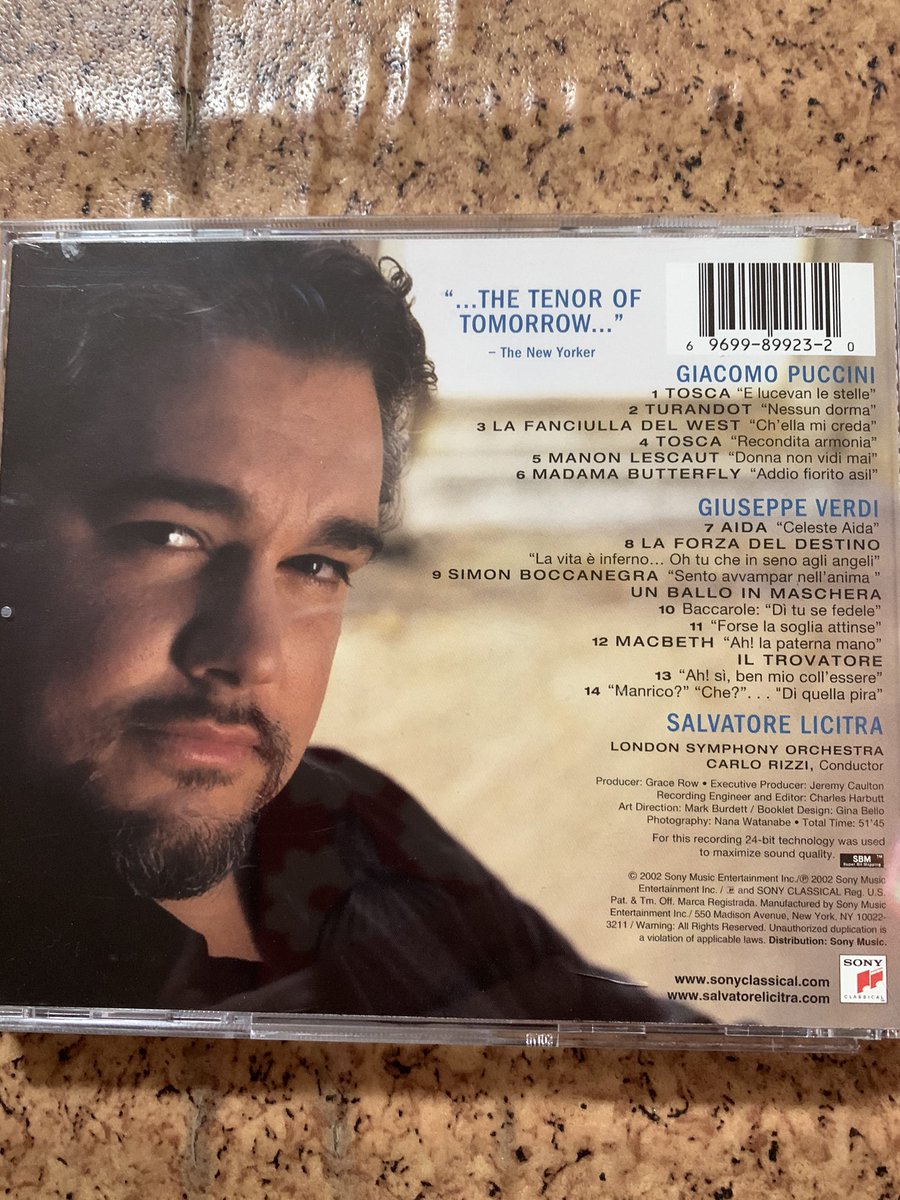 “...THE TENOR OF
TOMORROW...”
– The New Yorker
6 9699-89923-2 0
GIACOMO PUCCINI
1 TOSCA “E lucevan le stelle”
2 TURANDOT “Nessun dorma”
3 LA FANCIULLA DEL WEST “Ch'ella mi creda”
4 TOSCA “Recondita armonia”
5 MANON LESCAUT “Donna non vidi mai”
6 MADAMA BUTTERFLY “Addio fiorito asil”
GIUSEPPE VERDI
7 AIDA “Celeste Aida”
8 LA FORZA DEL DESTINO
“La vita è inferno... Oh tu che in seno agli angeli”
9 SIMON BOCCANEGRA “Sento avvampar nell'anima ”
UN BALLO IN MASCHERA
10 Baccarole: “Dì tu se fedele”
11 “Forse la soglia attinse”
12 MACBETH “Ah! la paterna mano”
IL TROVATORE
13 “Ah! sì, ben mio coll'essere”
14 “Manrico?” “Che?”. . . "Di quella pira”
SALVATORE LICITRA
LONDON SYMPHONY ORCHESTRA
CARLO RIZZI, Conductor
Producer: Grace Row • Executive Producer: Jeremy Caulton
Recording Engineer and Editor: Charles Harbutt
Art Direction: Mark Burdett / Booklet Design: Gina Bello
Photography: Nana Watanabe • Total Time: 51'45
For this recording 24-bit technology was used
to maximize sound quality.
SBM™
Super Bit Mapping
© 2002 Sony Music Entertainment Inc./℗ 2002 Sony Music
Entertainment Inc. / and SONY CLASSICAL Reg. U.S.
Pat. & Tm. Off. Marca Registrada. Manufactured by Sony Music
Entertainment Inc./ 550 Madison Avenue, New York, NY 10022-
3211 / Warning: All Rights Reserved. Unauthorized duplication is
a violation of applicable laws. Distribution: Sony Music.
www.sonyclassical.com
www.salvatorelicitra.com
SONY
CLASSICAL